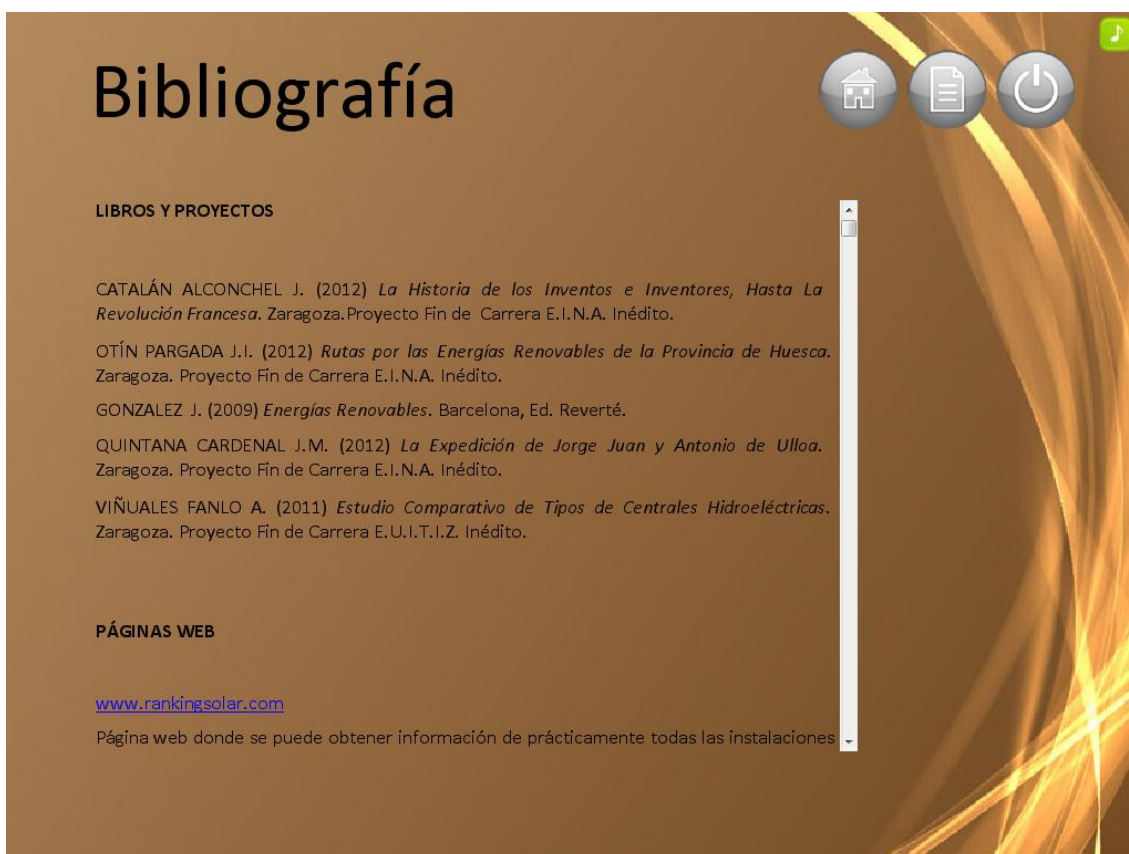 Bibliografía
LIBROS Y PROYECTOS
CATALÁN ALCONCHEL J. (2012) La Historia de los Inventos e Inventores, Hasta La
Revolución Francesa. Zaragoza.Proyecto Fin de Carrera E.I.N.A. Inédito.
OTÍN PARGADA J.I. (2012) Rutas por las Energías Renovables de la Provincia de Huesca.
Zaragoza. Proyecto Fin de Carrera E.I.N.A. Inédito.
GONZALEZ J. (2009) Energías Renovables. Barcelona, Ed. Reverté.
QUINTANA CARDENAL J.M. (2012) La Expedición de Jorge Juan y Antonio de Ulloa.
Zaragoza. Proyecto Fin de Carrera E.I.N.A. Inédito.
VIÑUALES FANLO A. (2011) Estudio Comparativo de Tipos de Centrales Hidroeléctricas.
Zaragoza. Proyecto Fin de Carrera E.U.I.T.I.Z. Inédito.
PÁGINAS WEB
www.rankingsolar.com
Página web donde se puede obtener información de prácticamente todas las instalaciones